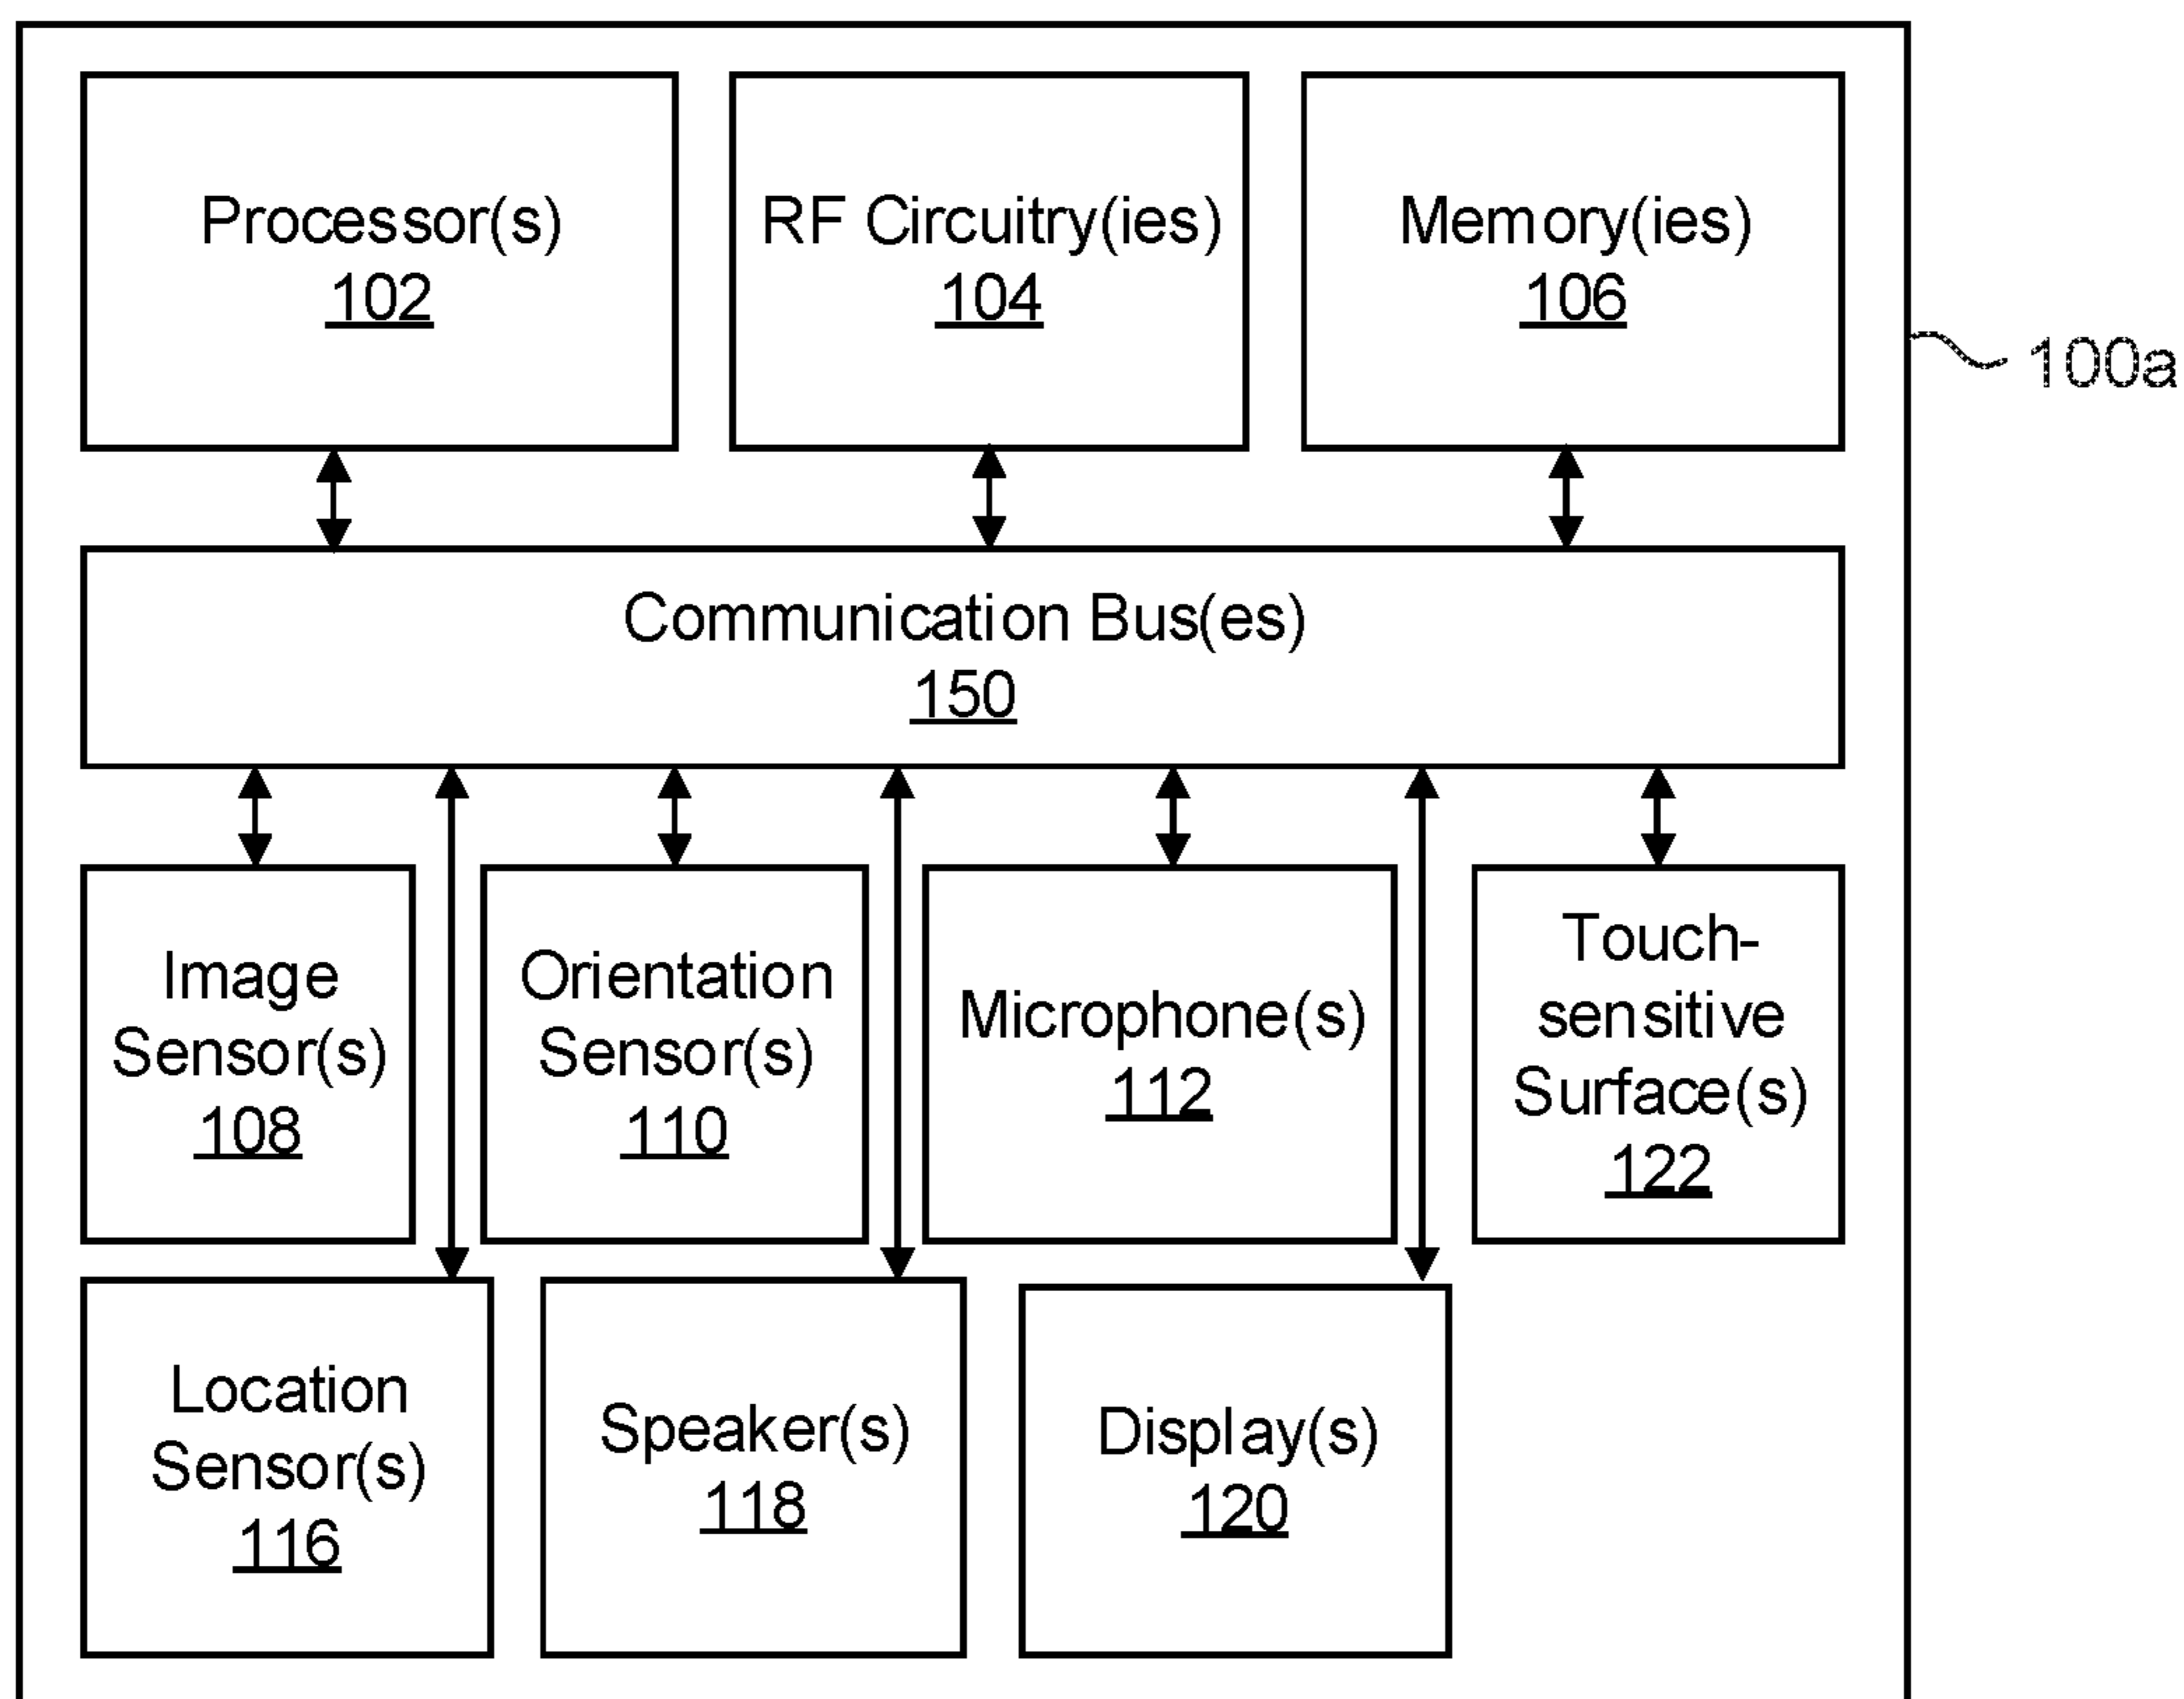 Processor(s)
102
RF Circuitry(ies)
104
Memory(ies)
106
100a
Communication Bus(es)
150
Image
Sensor(s)
108
Orientation
Sensor(s)
110
Microphone(s)
112
Touch-
sensitive
Surface(s)
122
Location
Sensor(s)
116
Speaker(s)
118
Display(s)
120